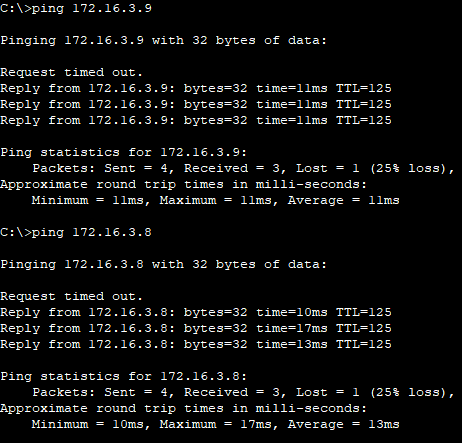 C:\>ping 172.16.3.9
Pinging 172.16.3.9 with 32 bytes of data:
Request timed out.
Reply from 172.16.3.9: bytes=32 time=11ms TTL=125
Reply from 172.16.3.9: bytes=32 time=11ms TTL=125
Reply from 172.16.3.9: bytes=32 time=11ms TTL=125
Ping statistics for 172.16.3.9:
    Packets: Sent = 4, Received = 3, Lost = 1 (25% loss),
Approximate round trip times in milli-seconds:
    Minimum = 11ms, Maximum = 11ms, Average = 11ms
C:\>ping 172.16.3.8
Pinging 172.16.3.8 with 32 bytes of data:
Request timed out.
Reply from 172.16.3.8: bytes=32 time=10ms TTL=125
Reply from 172.16.3.8: bytes=32 time=17ms TTL=125
Reply from 172.16.3.8: bytes=32 time=13ms TTL=125
Ping statistics for 172.16.3.8:
    Packets: Sent = 4, Received = 3, Lost = 1 (25% loss),
Approximate round trip times in milli-seconds:
    Minimum = 10ms, Maximum = 17ms, Average = 13ms